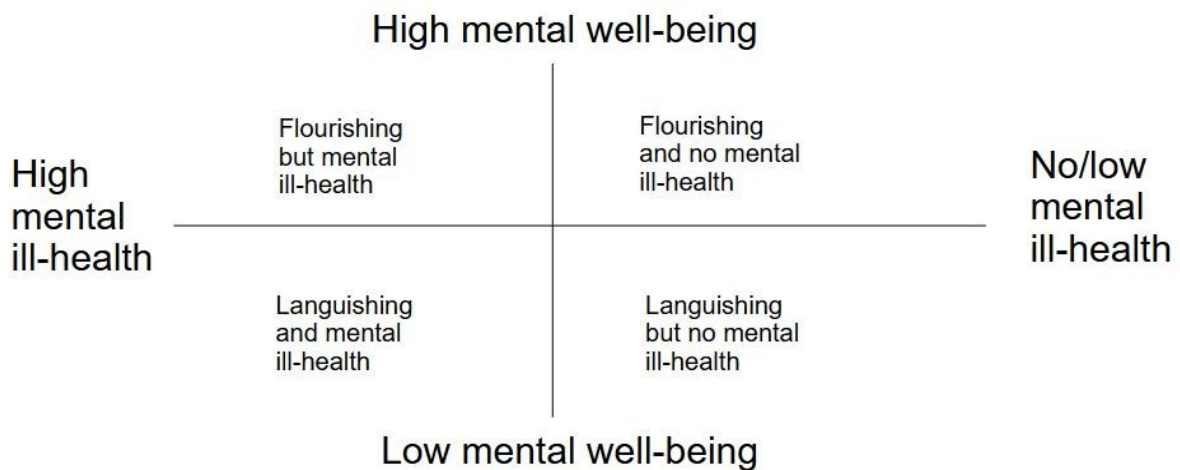 High mental well-being
Flourishing
but mental
ill-health
Flourishing
and no mental
ill-health
High
mental
ill-health
No/low
mental
ill-health
Languishing
and mental
ill-health
Languishing
but no mental
ill-health
Low mental well-being